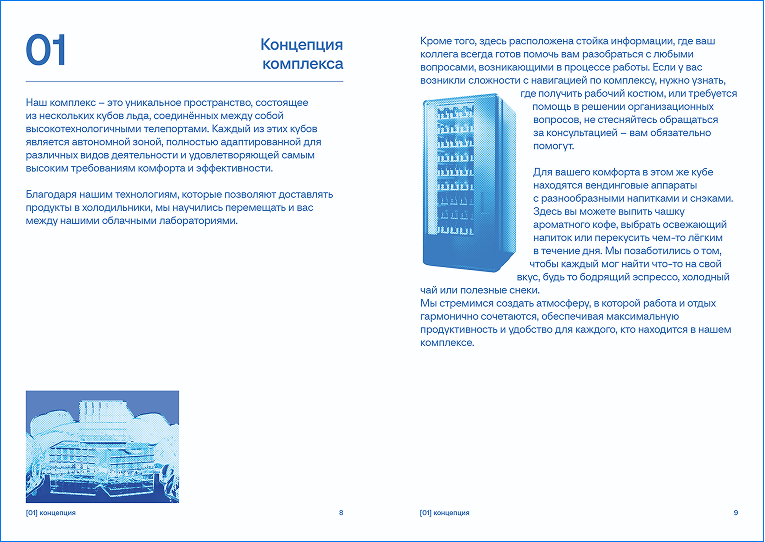 01
Концепция
комплекса
Наш комплекс – это уникальное пространство, состоящее
из нескольких кубов льда, соединённых между собой
высокотехнологичными телепортами. Каждый из этих кубов
является автономной зоной, полностью адаптированной для
различных видов деятельности и удовлетворяющей самым
высоким требованиям комфорта и эффективности.
Благодаря нашим технологиям, которые позволяют доставлять
продукты в холодильники, мы научились перемещать и вас
между нашими облачными лабораториями.
[01] концепция
8
Кроме того, здесь расположена стойка информации, где ваш
коллега всегда готов помочь вам разобраться с любыми
вопросами, возникающими в процессе работы. Если у вас
возникли сложности с навигацией по комплексу, нужно узнать,
где получить рабочий костюм, или требуется
помощь в решении организационных
вопросов, не стесняйтесь обращаться
за консультацией – вам обязательно
помогут.
Для вашего комфорта в этом же кубе
находятся вендинговые аппараты
с разнообразными напитками и снэками.
Здесь вы можете выпить чашку
ароматного кофе, выбрать освежающий
напиток или перекусить чем-то лёгким
в течение дня. Мы позаботились о том,
чтобы каждый мог найти что-то на свой
вкус, будь то бодрящий эспрессо, холодный
чай или полезные снеки.
Мы стремимся создать атмосферу, в которой работа и отдых
гармонично сочетаются, обеспечивая максимальную
продуктивность и удобство для каждого, кто находится в нашем
комплексе.
[01] концепция
9